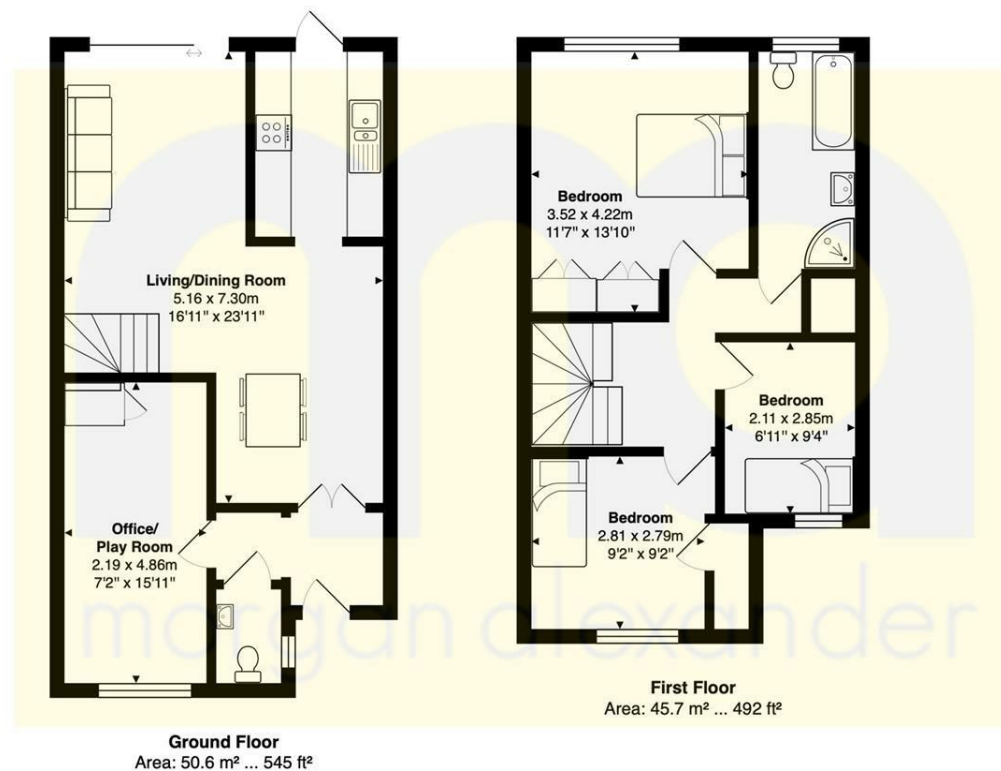 Living/Dining Room
5.16 x 7.30m
16'11" x 23'11"
Office/
Play Room
2.19 x 4.86m
7'2" x 15'11"
Ground Floor
Area: 50.6 m² ... 545 ft²
Bedroom
3.52 x 4.22m
11'7" x 13'10"
Bedroom
2.11 x 2.85m
6'11" x 9'4"
Bedroom
2.81 x 2.79m
9'2" x 9'2"
First Floor
Area: 45.7 m² ... 492 ft²
ma
morgan alexander